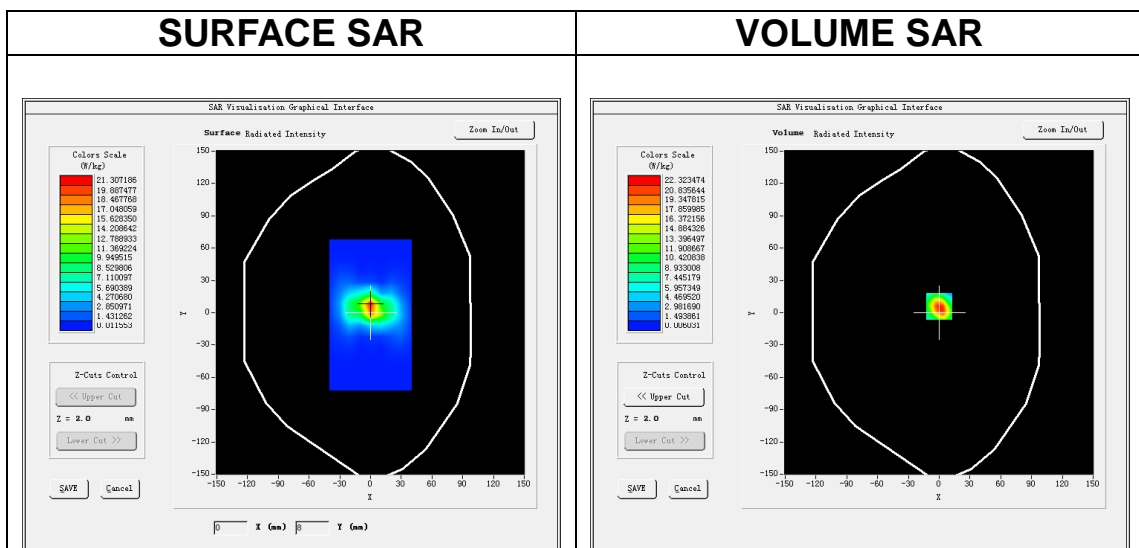 SURFACE SAR
VOLUME SAR
SAR Visualisation Graphical Interface
Surface Radiated Intensity
Zoom In/Out
Colors Scale
(W/kg)
21.307186
19.887477
18.467768
17.048059
15.628350
14.208642
12.788933
11.369224
9.949515
8.529806
7.110097
5.690389
4.270680
2.850971
1.431262
0.011553
150
120
90
60
30
0
-30
-60
-90
-120
-150
Y
-150 -120 -90 -60 -30 0 30 60 90 120 150
X
Z-Cuts Control
<< Upper Cut
Z = 2.0 mm
Lower Cut >>
SAVE Cancel
0 X (mm) 8 Y (mm)
SAR Visualisation Graphical Interface
Volume Radiated Intensity
Zoom In/Out
Colors Scale
(W/kg)
22.323474
20.835644
19.347815
17.859985
16.372156
14.884326
13.396497
11.908667
10.420838
8.933008
7.445179
5.957349
4.469520
2.981690
1.493861
0.006031
150
120
90
60
30
0
-30
-60
-90
-120
-150
Y
-150 -120 -90 -60 -30 0 30 60 90 120 150
X
Z-Cuts Control
<< Upper Cut
Z = 2.0 mm
Lower Cut >>
SAVE Cancel